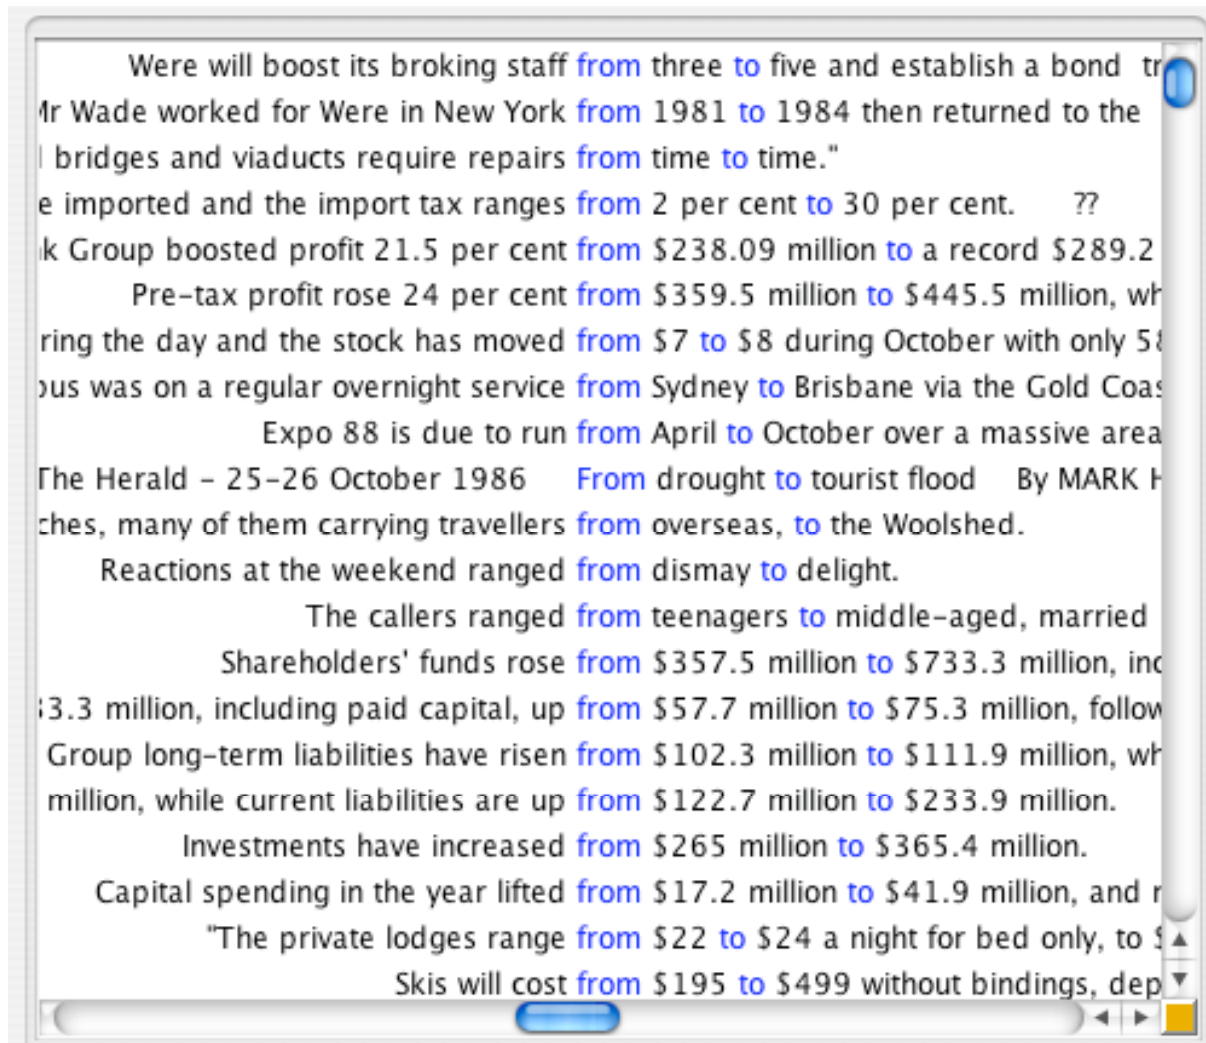 Were will boost its broking staff from three to five and establish a bond
Mr Wade worked for Were in New York from 1981 to 1984 then returned to the
bridges and viaducts require repairs from time to time."
imported and the import tax ranges from 2 per cent to 30 per cent. ??
Group boosted profit 21.5 per cent from $238.09 million to a record $289.2
Pre-tax profit rose 24 per cent from $359.5 million to $445.5 million,
the day and the stock has moved from $7 to $8 during October with only
was on a regular overnight service from Sydney to Brisbane via the Gold
Expo 88 is due to run from April to October over a massive area
The Herald – 25–26 October 1986 From drought to tourist flood By MARK
many of them carrying travellers from overseas, to the Woolshed.
Reactions at the weekend ranged from dismay to delight.
The callers ranged from teenagers to middle-aged, married
Shareholders' funds rose from $357.5 million to $733.3 million,
million, including paid capital, up from $57.7 million to $75.3 million,
Group long-term liabilities have risen from $102.3 million to $111.9 million,
million, while current liabilities are up from $122.7 million to $233.9 million.
Investments have increased from $265 million to $365.4 million.
Capital spending in the year lifted from $17.2 million to $41.9 million, and
"The private lodges range from $22 to $24 a night for bed only, to
Skis will cost from $195 to $499 without bindings,